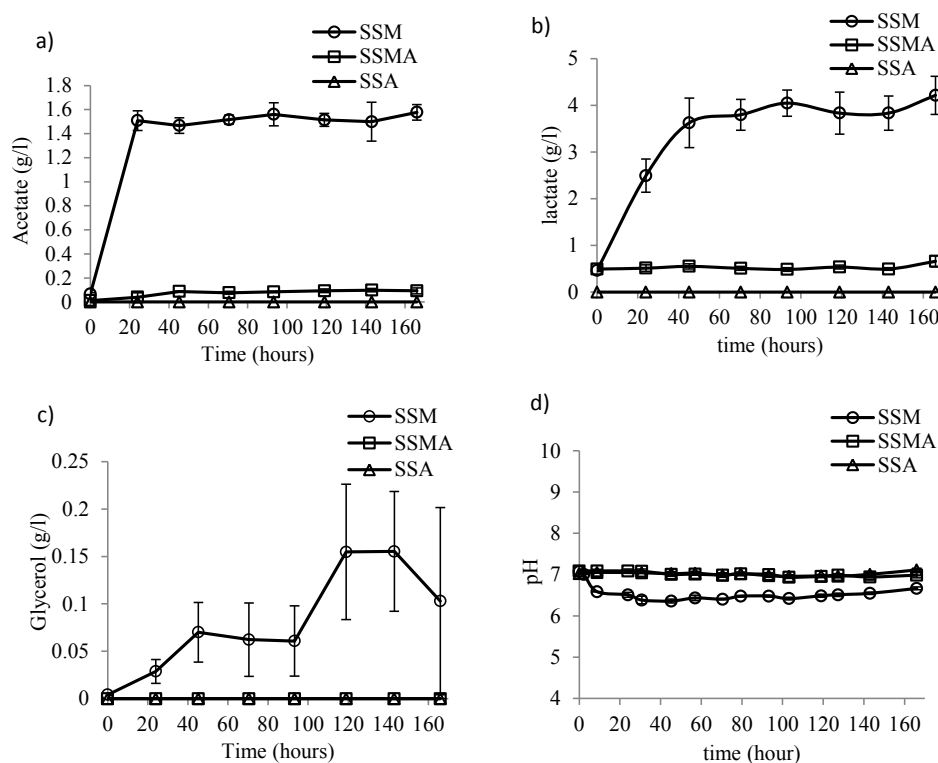 a)
SSM
SSMA
SSA
1.8
1.6
1.4
1.2
1
0.8
0.6
0.4
0.2
0
Acetate (g/l)
0 20 40 60 80 100 120 140 160
Time (hours)
b)
SSM
SSMA
SSA
5
4
3
2
1
0
lactate (g/l)
0 20 40 60 80 100 120 140 160
time (hours)
c)
SSM
SSMA
SSA
0.25
0.2
0.15
0.1
0.05
0
Glycerol (g/l)
0 20 40 60 80 100 120 140 160
Time (hours)
d)
SSM
SSMA
SSA
10
9
8
7
6
5
4
pH
0 20 40 60 80 100 120 140 160
time (hour)